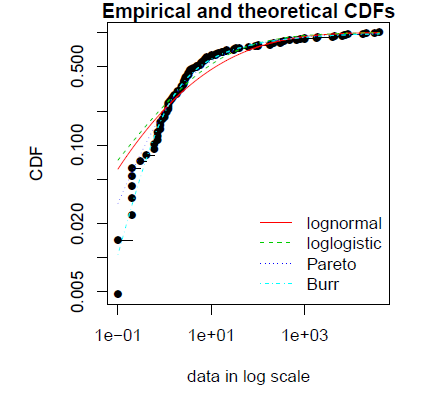 Empirical and theoretical CDFs
CDF
0.500
0.100
0.020
0.005
lognormal
loglogistic
Pareto
Burr
1e−01
1e+01
1e+03
data in log scale